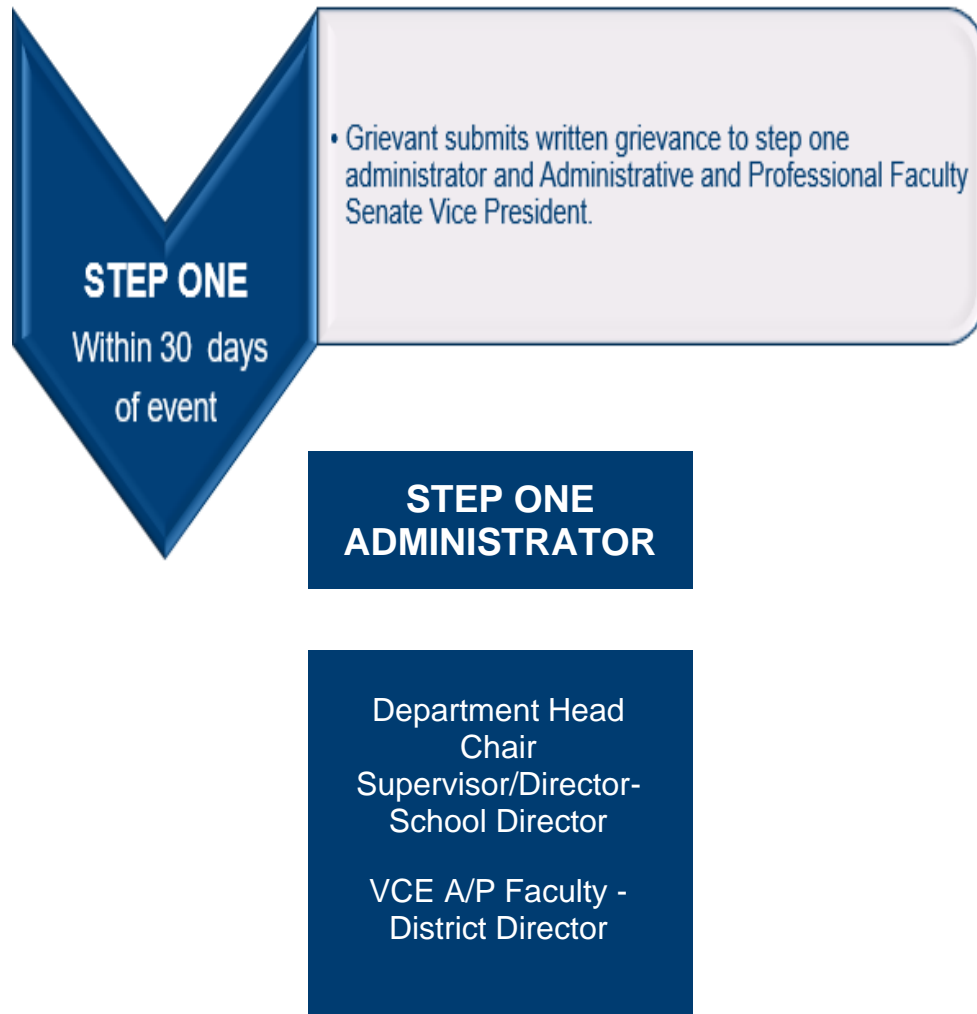 • Grievant submits written grievance to step one
administrator and Administrative and Professional Faculty
Senate Vice President.
STEP ONE
Within 30 days
of event
STEP ONE
ADMINISTRATOR
Department Head
Chair
Supervisor/Director-
School Director
VCE A/P Faculty -
District Director